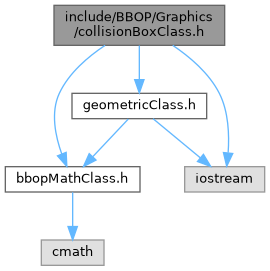 include/BBOP/Graphics
/collisionBoxClass.h
geometricClass.h
bbopMathClass.h
iostream
cmath